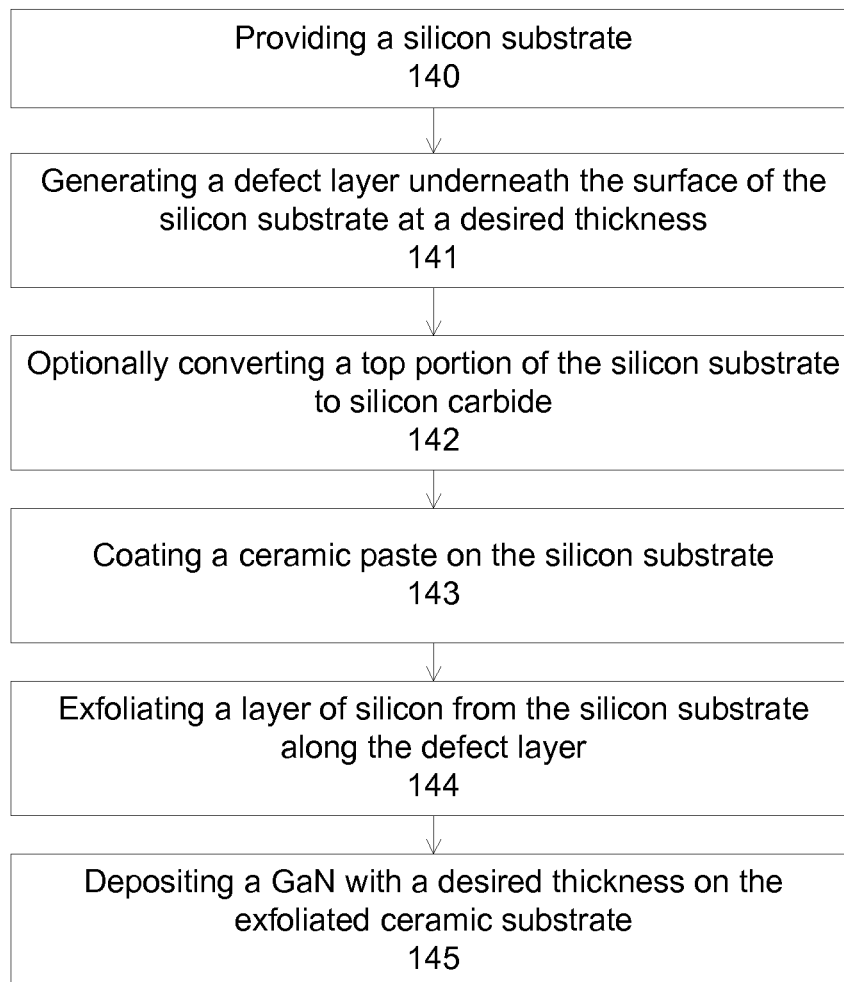 Providing a silicon substrate
140
Generating a defect layer underneath the surface of the
silicon substrate at a desired thickness
141
Optionally converting a top portion of the silicon substrate
to silicon carbide
142
Coating a ceramic paste on the silicon substrate
143
Exfoliating a layer of silicon from the silicon substrate
along the defect layer
144
Depositing a GaN with a desired thickness on the
exfoliated ceramic substrate
145